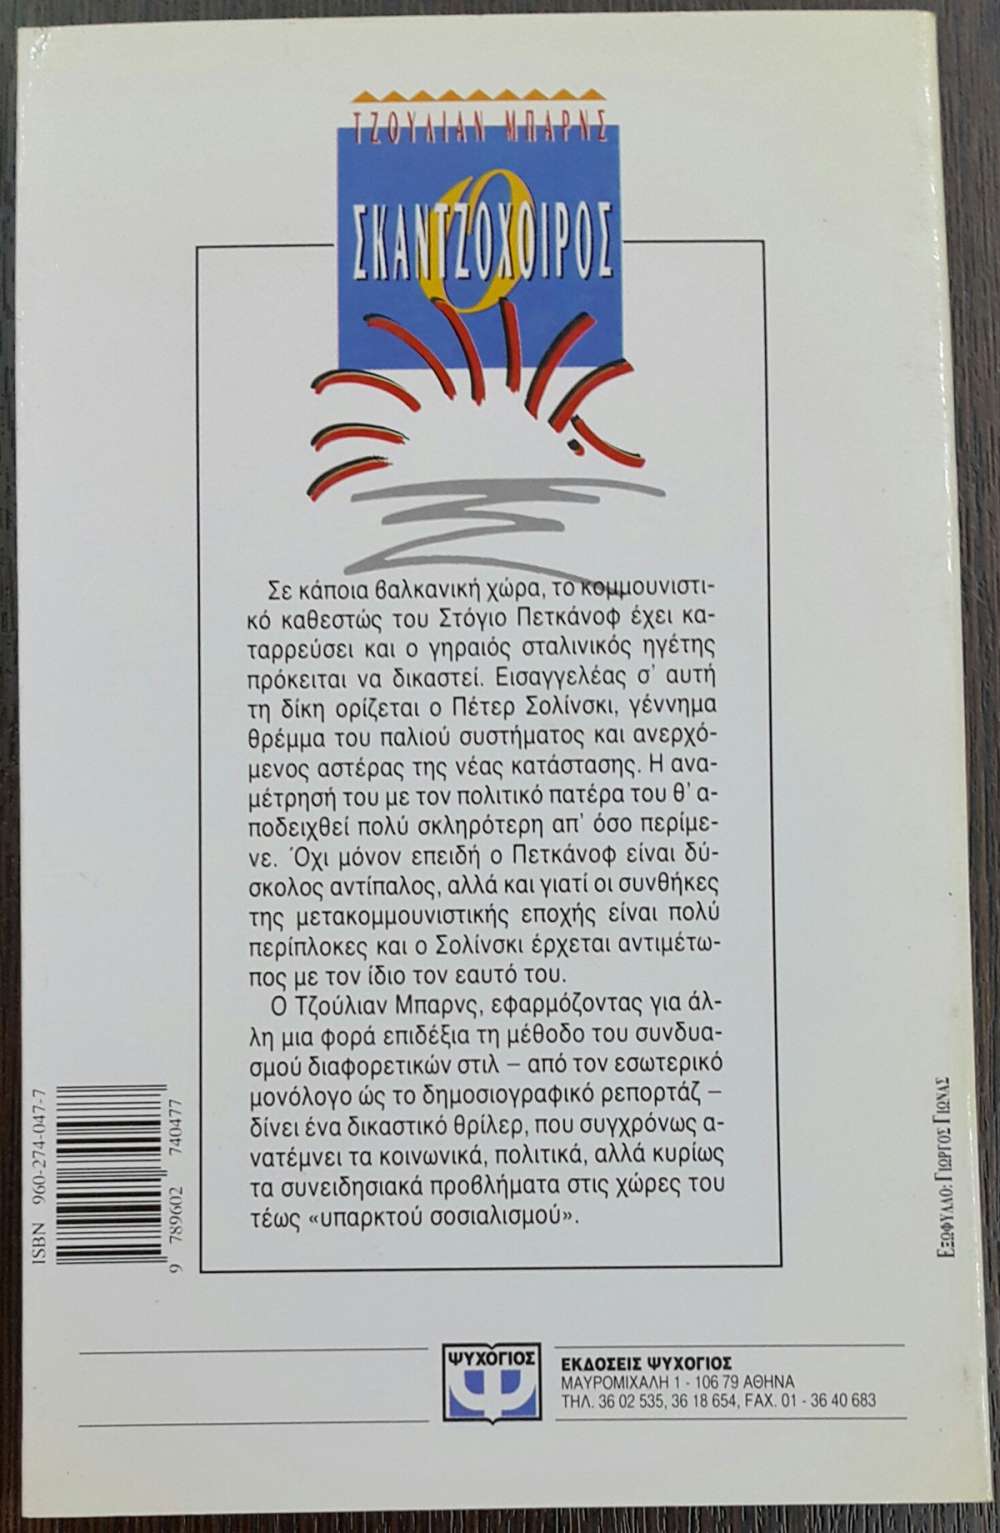 ΤΖΟΥΛΙΑΝ ΜΠΑΡΝΣ
Ο
ΣΚΑΝΤΖΟΧΟΙΡΟΣ
Σε κάποια βαλκανική χώρα, το κομμουνιστι-
κό καθεστώς του Στόγιο Πετκάνοφ έχει κα-
ταρρεύσει και ο γηραιός σταλινικός ηγέτης
πρόκειται να δικαστεί. Εισαγγελέας σ' αυτή
τη δίκη ορίζεται ο Πέτερ Σολίνσκι, γέννημα
θρέμμα του παλιού συστήματος και ανερχό-
μενος αστέρας της νέας κατάστασης. Η ανα-
μέτρησή του με τον πολιτικό πατέρα του θ' α-
ποδειχθεί πολύ σκληρότερη απ' όσο περίμε-
νε. Όχι μόνον επειδή ο Πετκάνοφ είναι δύ-
σκολος αντίπαλος, αλλά και γιατί οι συνθήκες
της μετακομμουνιστικής εποχής είναι πολύ
περίπλοκες και ο Σολίνσκι έρχεται αντιμέτω-
πος με τον ίδιο τον εαυτό του.
Ο Τζούλιαν Μπαρνς, εφαρμόζοντας για άλ-
λη μια φορά επιδέξια τη μέθοδο του συνδυα-
σμού διαφορετικών στιλ – από τον εσωτερικό
μονόλογο ώς το δημοσιογραφικό ρεπορτάζ –
δίνει ένα δικαστικό θρίλερ, που συγχρόνως α-
νατέμνει τα κοινωνικά, πολιτικά, αλλά κυρίως
τα συνειδησιακά προβλήματα στις χώρες του
τέως «υπαρκτού σοσιαλισμού».
ISBN 960-274-047-7
9 789602 740477
ΕΞΩΦΥΛΛΟ: ΓΙΩΡΓΟΣ ΓΙΩΝΑΣ
ΨΥΧΟΓΙΟΣ
ΕΚΔΟΣΕΙΣ ΨΥΧΟΓΙΟΣ
ΜΑΥΡΟΜΙΧΑΛΗ 1 - 106 79 ΑΘΗΝΑ
ΤΗΛ. 36 02 535, 36 18 654, FAX. 01 - 36 40 683